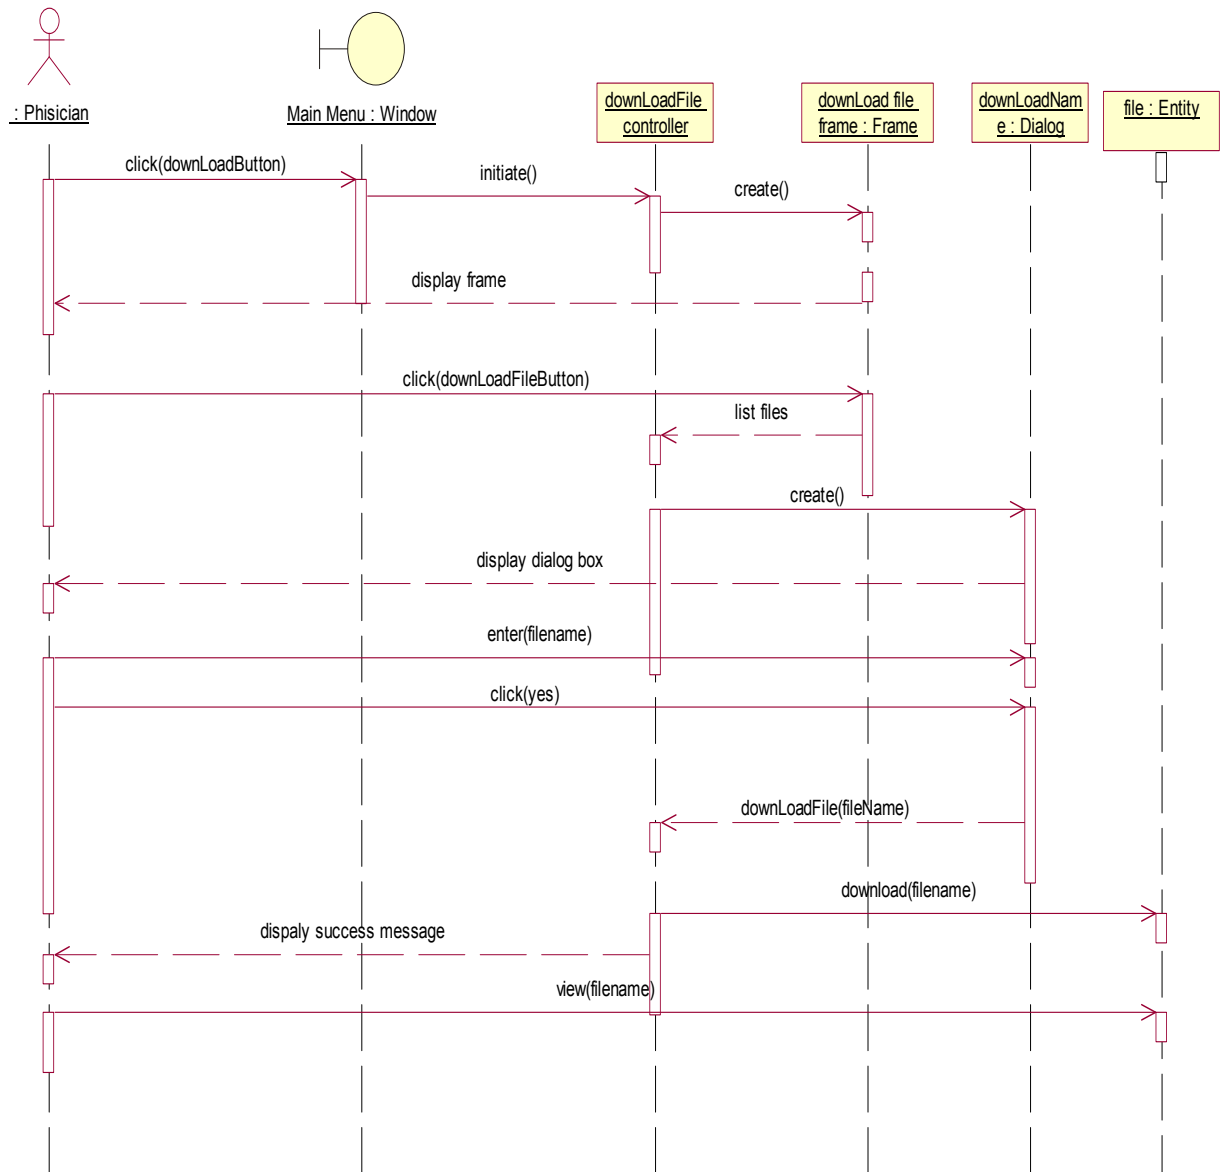 : Phisician
Main Menu : Window
downLoadFile
controller
downLoad file
frame : Frame
downLoadNam
e : Dialog
file : Entity
click(downLoadButton)
initiate()
create()
display frame
click(downLoadFileButton)
list files
create()
display dialog box
enter(filename)
click(yes)
downLoadFile(fileName)
download(filename)
dispaly success message
view(filename)